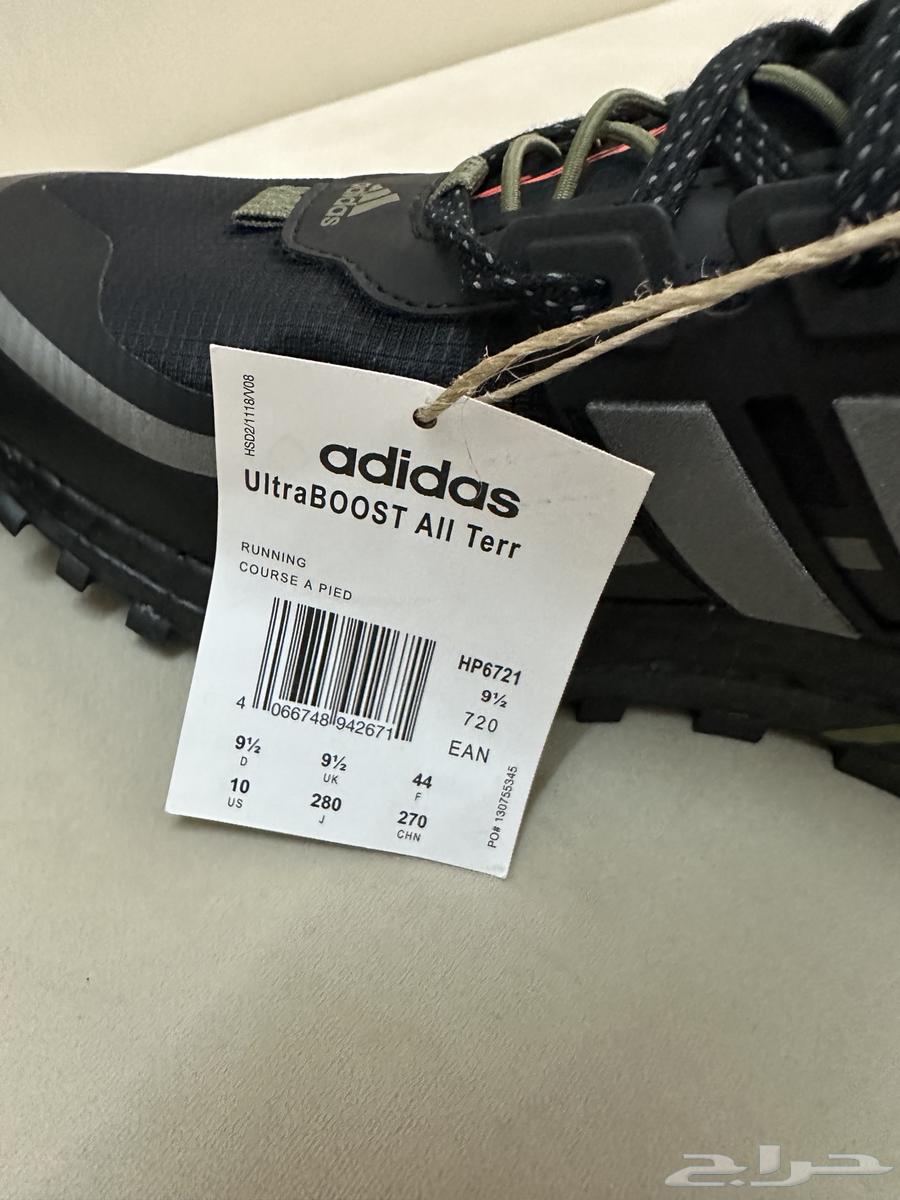 adidas
HSD2/1118/V08
adidas
UltraBOOST All Terr
RUNNING
COURSE A PIED
HP6721
9½
720
EAN
4 066748 942671
9½ D
9½ UK
44 F
10 US
280 J
270 CHN
PO# 130755345
حراج